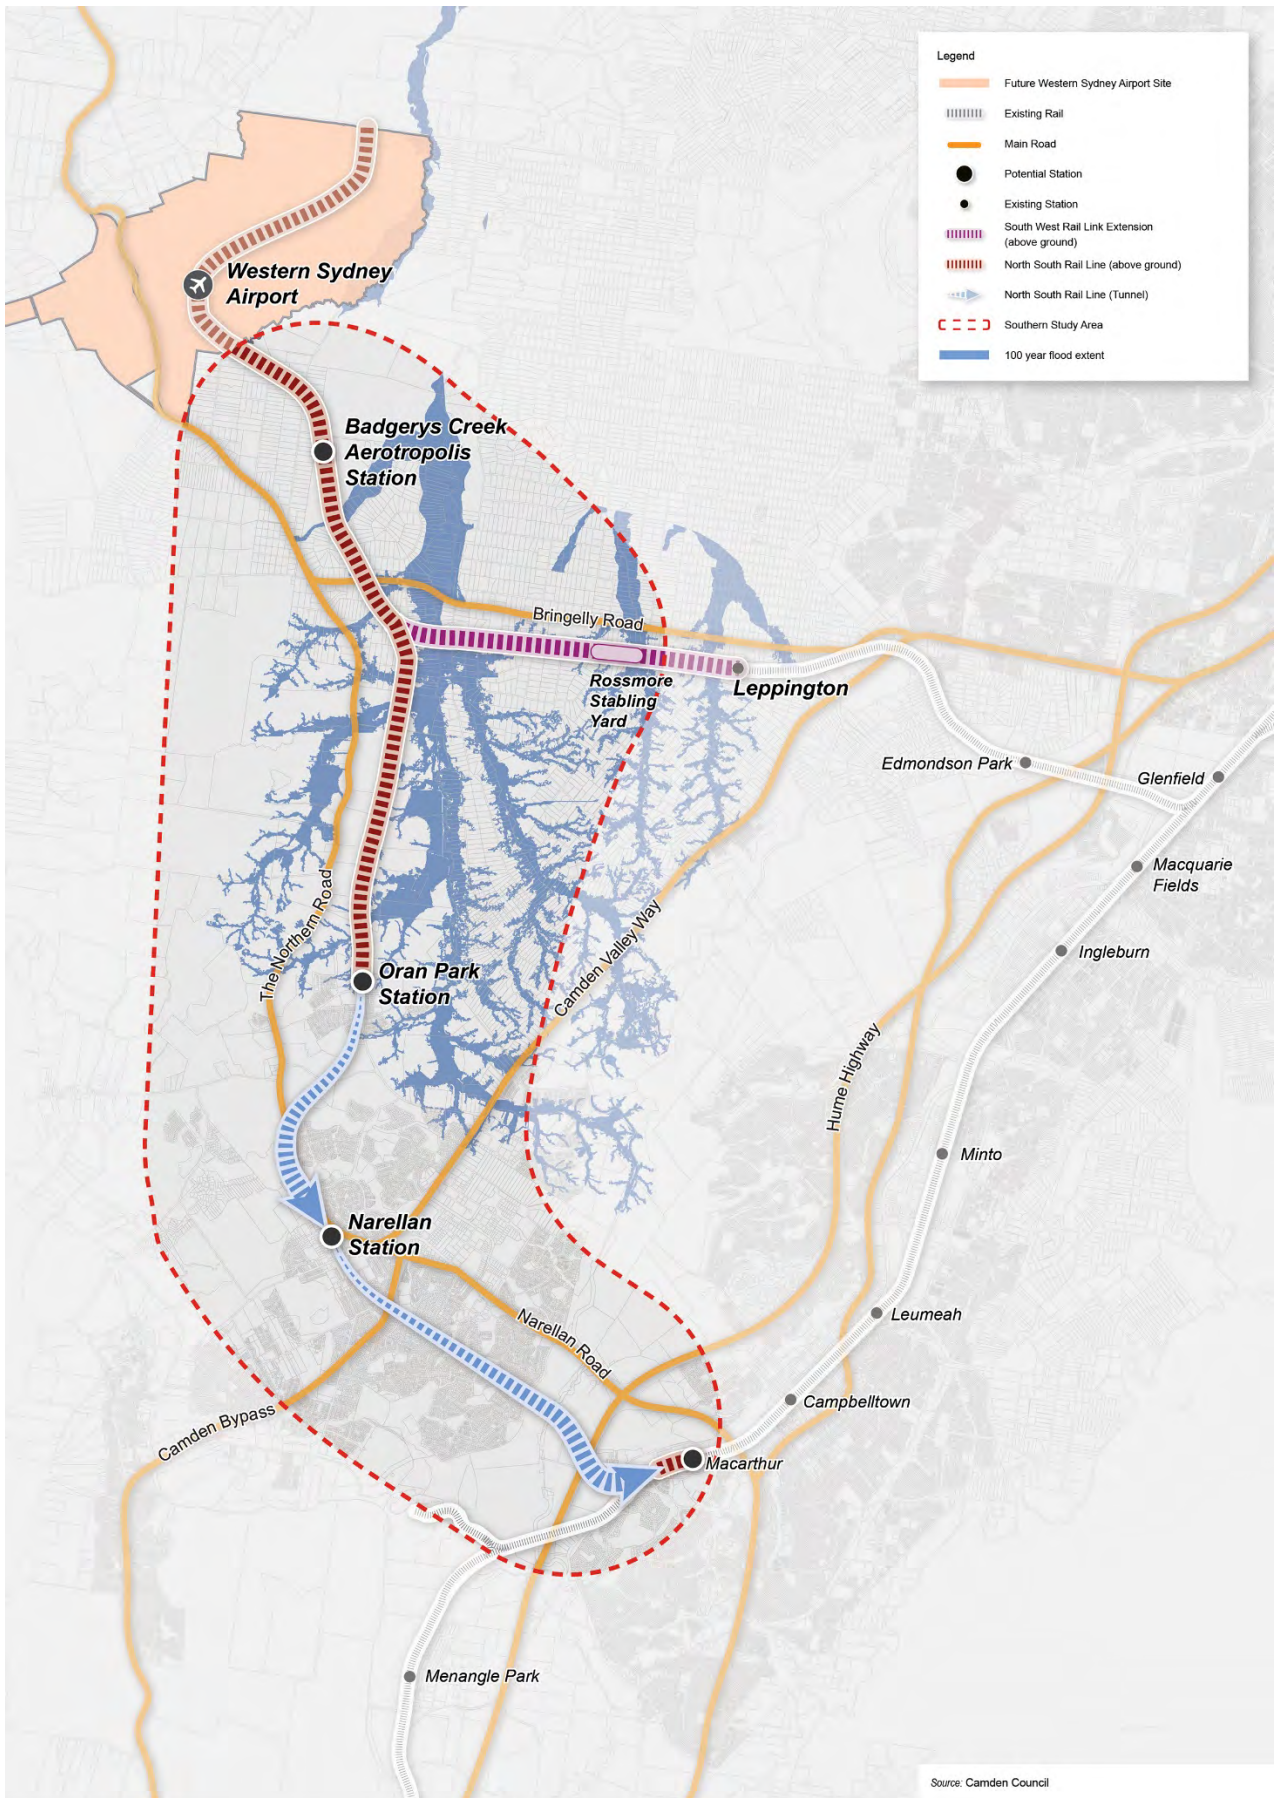 Legend
Future Western Sydney Airport Site
Existing Rail
Main Road
Potential Station
Existing Station
South West Rail Link Extension
(above ground)
North South Rail Line (above ground)
North South Rail Line (Tunnel)
Southern Study Area
100 year flood extent
Western Sydney
Airport
Badgerys Creek
Aerotropolis
Station
Bringelly Road
Rossmore
Stabling
Yard
Leppington
Edmondson Park
Glenfield
Macquarie
Fields
Ingleburn
The Northern Road
Oran Park
Station
Camden Valley Way
Hume Highway
Minto
Narellan
Station
Leumeah
Narellan Road
Campbelltown
Camden Bypass
Macarthur
Menangle Park
Source: Camden Council